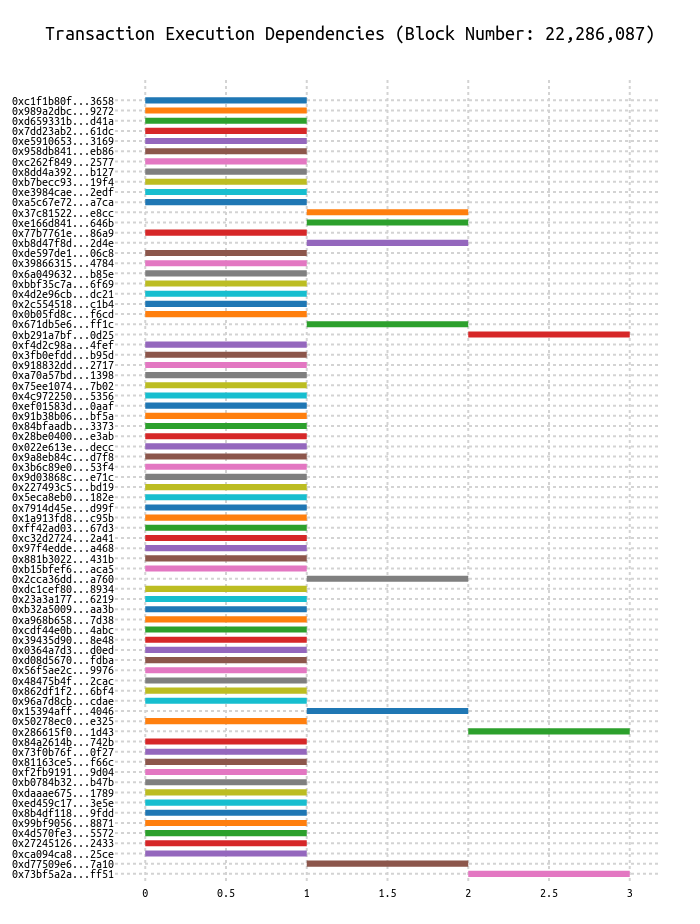 Transaction Execution Dependencies (Block Number: 22,286,087)
0xc1f1b80f...3658
0x989a2dbc...9272
0xd659331b...d41a
0x7dd23ab2...61dc
0xe5910653...3169
0x958db841...eb86
0xc262f849...2577
0x8dd4a392...b127
0xb7becc93...19f4
0xe3984cae...2edf
0xa5c67e72...a7ca
0x37c81522...e8cc
0xe166d841...646b
0x77b7761e...86a9
0xb8d47f8d...2d4e
0xde597de1...06c8
0x39866315...4784
0x6a049632...b85e
0xbbf35c7a...6f69
0x4d2e96cb...dc21
0x2c554518...c1b4
0x0b05fd8c...f6cd
0x671db5e6...ff1c
0xb291a7bf...0d25
0xf4d2c98a...4fef
0x3fb0efdd...b95d
0x918832dd...2717
0xa70a57bd...1398
0x75ee1074...7b02
0x4c972250...5356
0xef01583d...0aaf
0x91b38b06...bf5a
0x84bfaadb...3373
0x28be0400...e3ab
0x022e613e...decc
0x9a8eb84c...d7f8
0x3b6c89e0...53f4
0x9d03868c...e71c
0x227493c5...bd19
0x5eca8eb0...182e
0x7914d45e...d99f
0x1a913fd8...c95b
0xff42ad03...67d3
0xc32d2724...2a41
0x97f4edde...a468
0x881b3022...431b
0xb15bfef6...aca5
0x2cca36dd...a760
0xdc1cef80...8934
0x23a3a177...6219
0xb32a5009...aa3b
0xa968b658...7d38
0xcdf44e0b...4abc
0x39435d90...8e48
0x0364a7d3...d0ed
0xd08d5670...fdba
0x56f5ae2c...9976
0x48475b4f...2cac
0x862df1f2...6bf4
0x96a7d8cb...cdae
0x15394aff...4046
0x50278ec0...e325
0x286615f0...1d43
0x84a2614b...742b
0x73f0b76f...0f27
0x81163ce5...f66c
0xf2fb9191...9d04
0xb0784b32...b47b
0xdaaae675...1789
0xed459c17...3e5e
0x8b4df118...9fdd
0x99bf9056...8871
0x4d570fe3...5572
0x27245126...2433
0xca094ca8...25ce
0xd77509e6...7a10
0x73bf5a2a...ff51
0 0.5 1 1.5 2 2.5 3